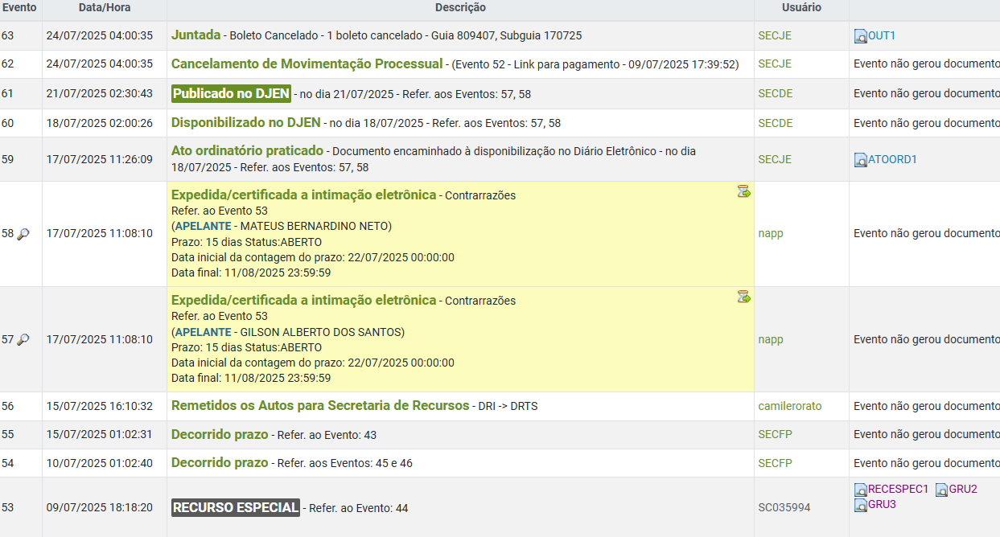 Evento Data/Hora Descrição Usuário
63 24/07/2025 04:00:35 Juntada - Boleto Cancelado - 1 boleto cancelado - Guia 809407, Subguia 170725 SECJE OUT1
62 24/07/2025 04:00:35 Cancelamento de Movimentação Processual - (Evento 52 - Link para pagamento - 09/07/2025 17:39:52) SECJE Evento não gerou documento
61 21/07/2025 02:30:43 Publicado no DJEN - no dia 21/07/2025 - Refer. aos Eventos: 57, 58 SECDE Evento não gerou documento
60 18/07/2025 02:00:26 Disponibilizado no DJEN - no dia 18/07/2025 - Refer. aos Eventos: 57, 58 SECDE Evento não gerou documento
59 17/07/2025 11:26:09 Ato ordinatório praticado - Documento encaminhado à disponibilização no Diário Eletrônico - no dia
18/07/2025 - Refer. aos Eventos: 57, 58 SECJE ATOORD1
Expedida/certificada a intimação eletrônica - Contrarrazões
Refer. ao Evento 53
(APELANTE - MATEUS BERNARDINO NETO)
58 17/07/2025 11:08:10 napp Evento não gerou documento
Prazo: 15 dias Status:ABERTO
Data inicial da contagem do prazo: 22/07/2025 00:00:00
Data final: 11/08/2025 23:59:59
Expedida/certificada a intimação eletrônica - Contrarrazões
Refer. ao Evento 53
(APELANTE - GILSON ALBERTO DOS SANTOS)
57 17/07/2025 11:08:10 napp Evento não gerou documento
Prazo: 15 dias Status:ABERTO
Data inicial da contagem do prazo: 22/07/2025 00:00:00
Data final: 11/08/2025 23:59:59
56 15/07/2025 16:10:32 Remetidos os Autos para Secretaria de Recursos - DRI -> DRTS camilerorato Evento não gerou documento
55 15/07/2025 01:02:31 Decorrido prazo - Refer. ao Evento: 43 SECFP Evento não gerou documento
54 10/07/2025 01:02:40 Decorrido prazo - Refer. aos Eventos: 45 e 46 SECFP Evento não gerou documento
53 09/07/2025 18:18:20 RECURSO ESPECIAL - Refer. ao Evento: 44 SC035994 RECESPEC1 GRU2
GRU3